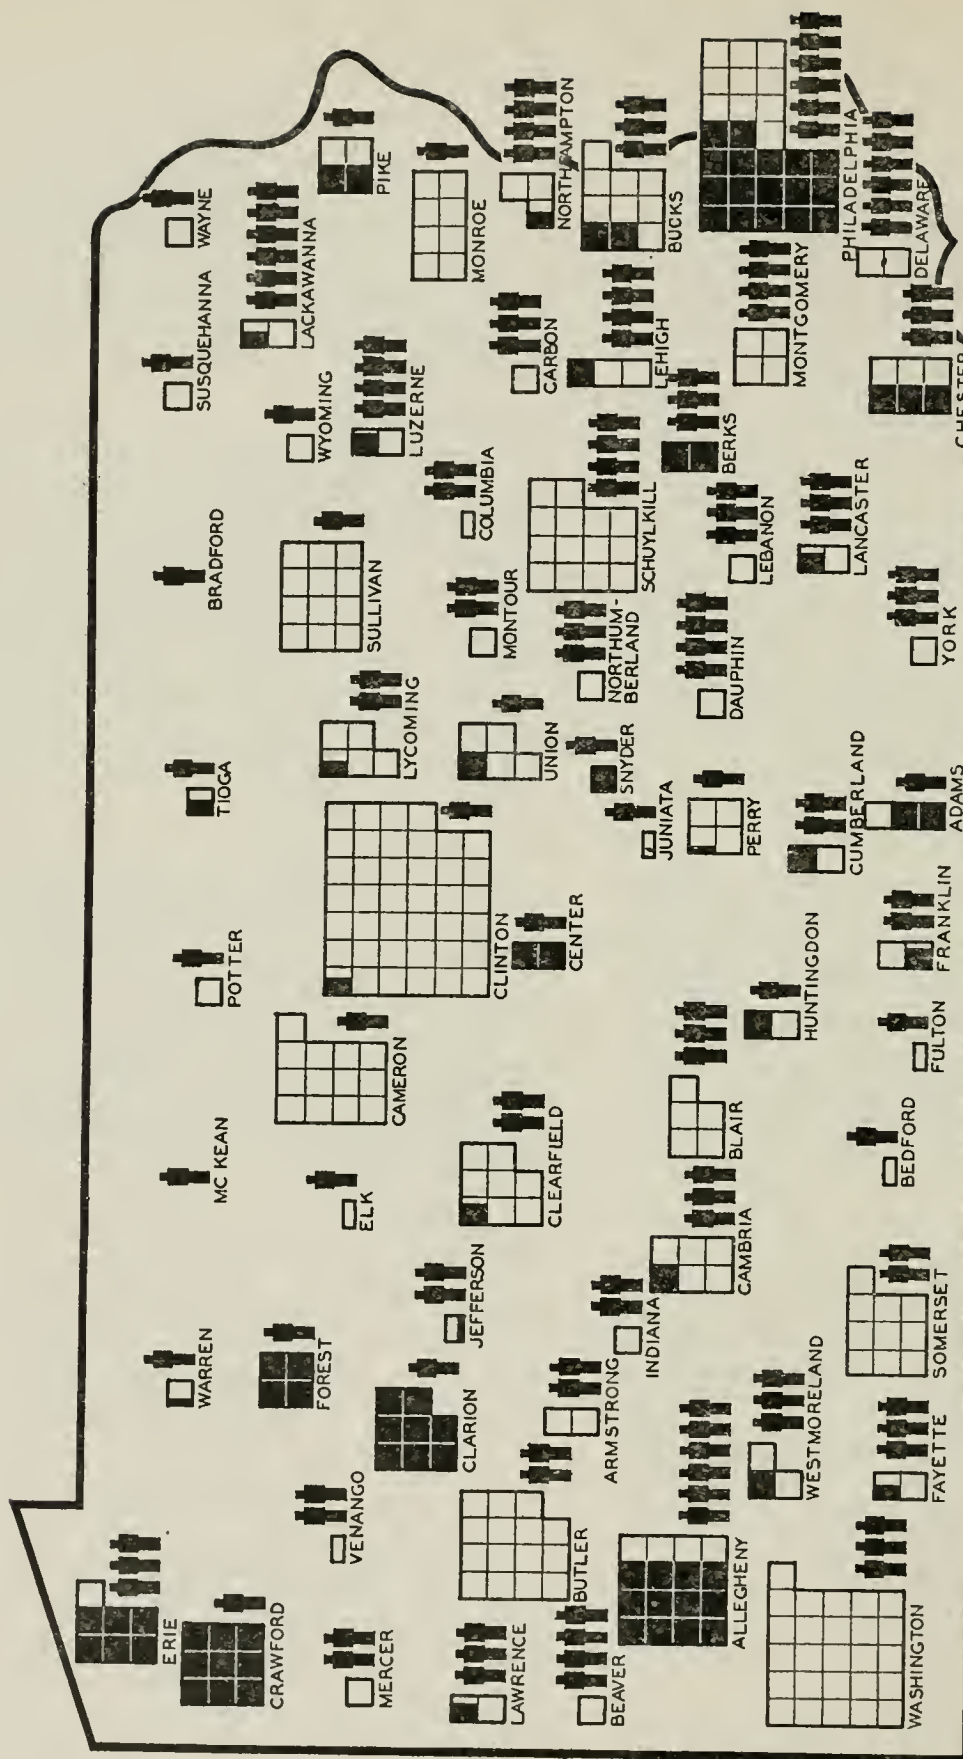 ERIE
CRAWFORD
WARREN
MC KEAN
POTTER
TIOGA
BRADFORD
SUSQUEHANNA
WAYNE
MERCER
VENANGO
FOREST
ELK
CAMERON
CLINTON
LYCOMING
SULLIVAN
WYOMING
LACKAWANNA
PIKE
LAWRENCE
BUTLER
CLARION
JEFFERSON
CLEARFIELD
CENTER
UNION
MONTOUR
COLUMBIA
LUZERNE
MONROE
BEAVER
ARMSTRONG
INDIANA
SNYDER
NORTHUM-
BERLAND
SCHUYLKILL
CARBON
NORTHAMPTON
ALLEGHENY
WESTMORELAND
CAMBRIA
BLAIR
HUNTINGDON
JUNIATA
PERRY
DAUPHIN
LEBANON
BERKS
LEHIGH
BUCKS
WASHINGTON
FAYETTE
SOMERSET
BEDFORD
FULTON
FRANKLIN
CUMBERLAND
ADAMS
YORK
LANCASTER
CHESTER
MONTGOMERY
DELAWARE
PHILADELPHIA